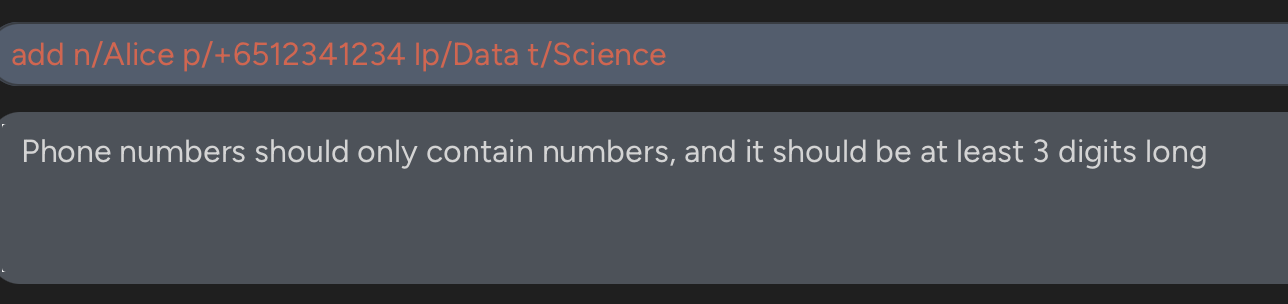 add n/Alice p/+6512341234 lp/Data t/Science
Phone numbers should only contain numbers, and it should be at least 3 digits long